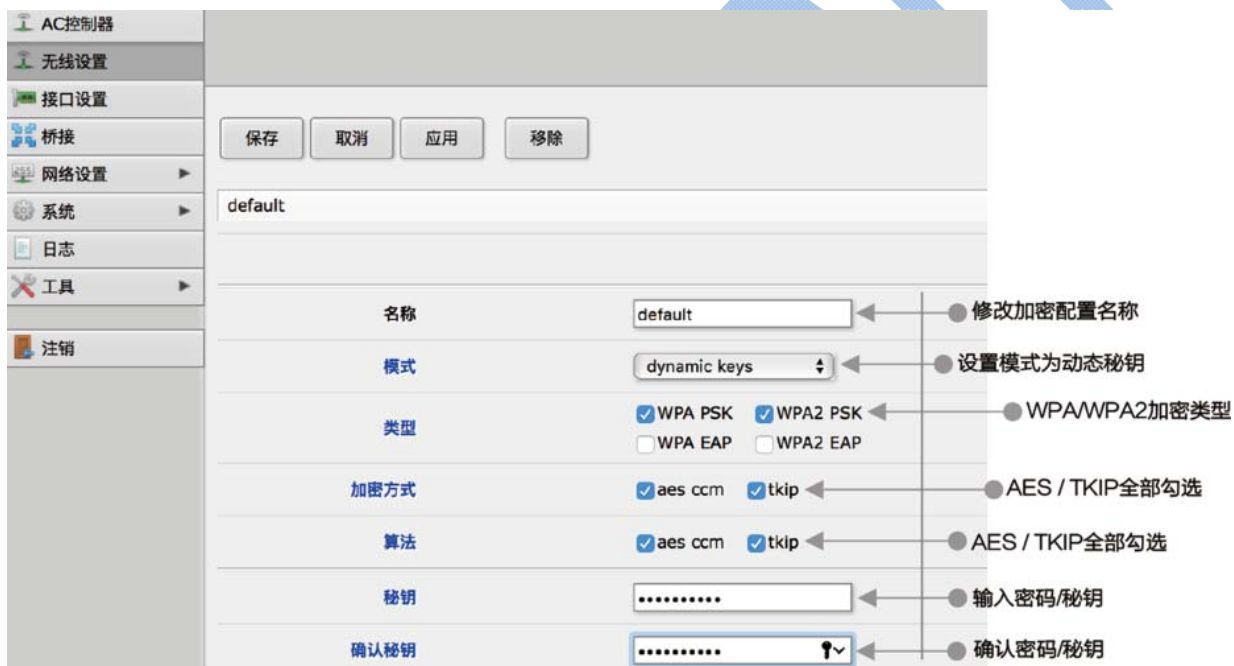 AC控制器
无线设置
接口设置
桥接
网络设置
系统
日志
工具
注销
保存 取消 应用 移除
default
名称 default 修改加密配置名称
模式 dynamic keys 设置模式为动态秘钥
类型 WPA PSK WPA2 PSK WPA/WPA2加密类型
WPA EAP WPA2 EAP
加密方式 aes ccm tkip AES / TKIP全部勾选
算法 aes ccm tkip AES / TKIP全部勾选
秘钥 •••••••••• 输入密码/秘钥
确认秘钥 •••••••••• 确认密码/秘钥